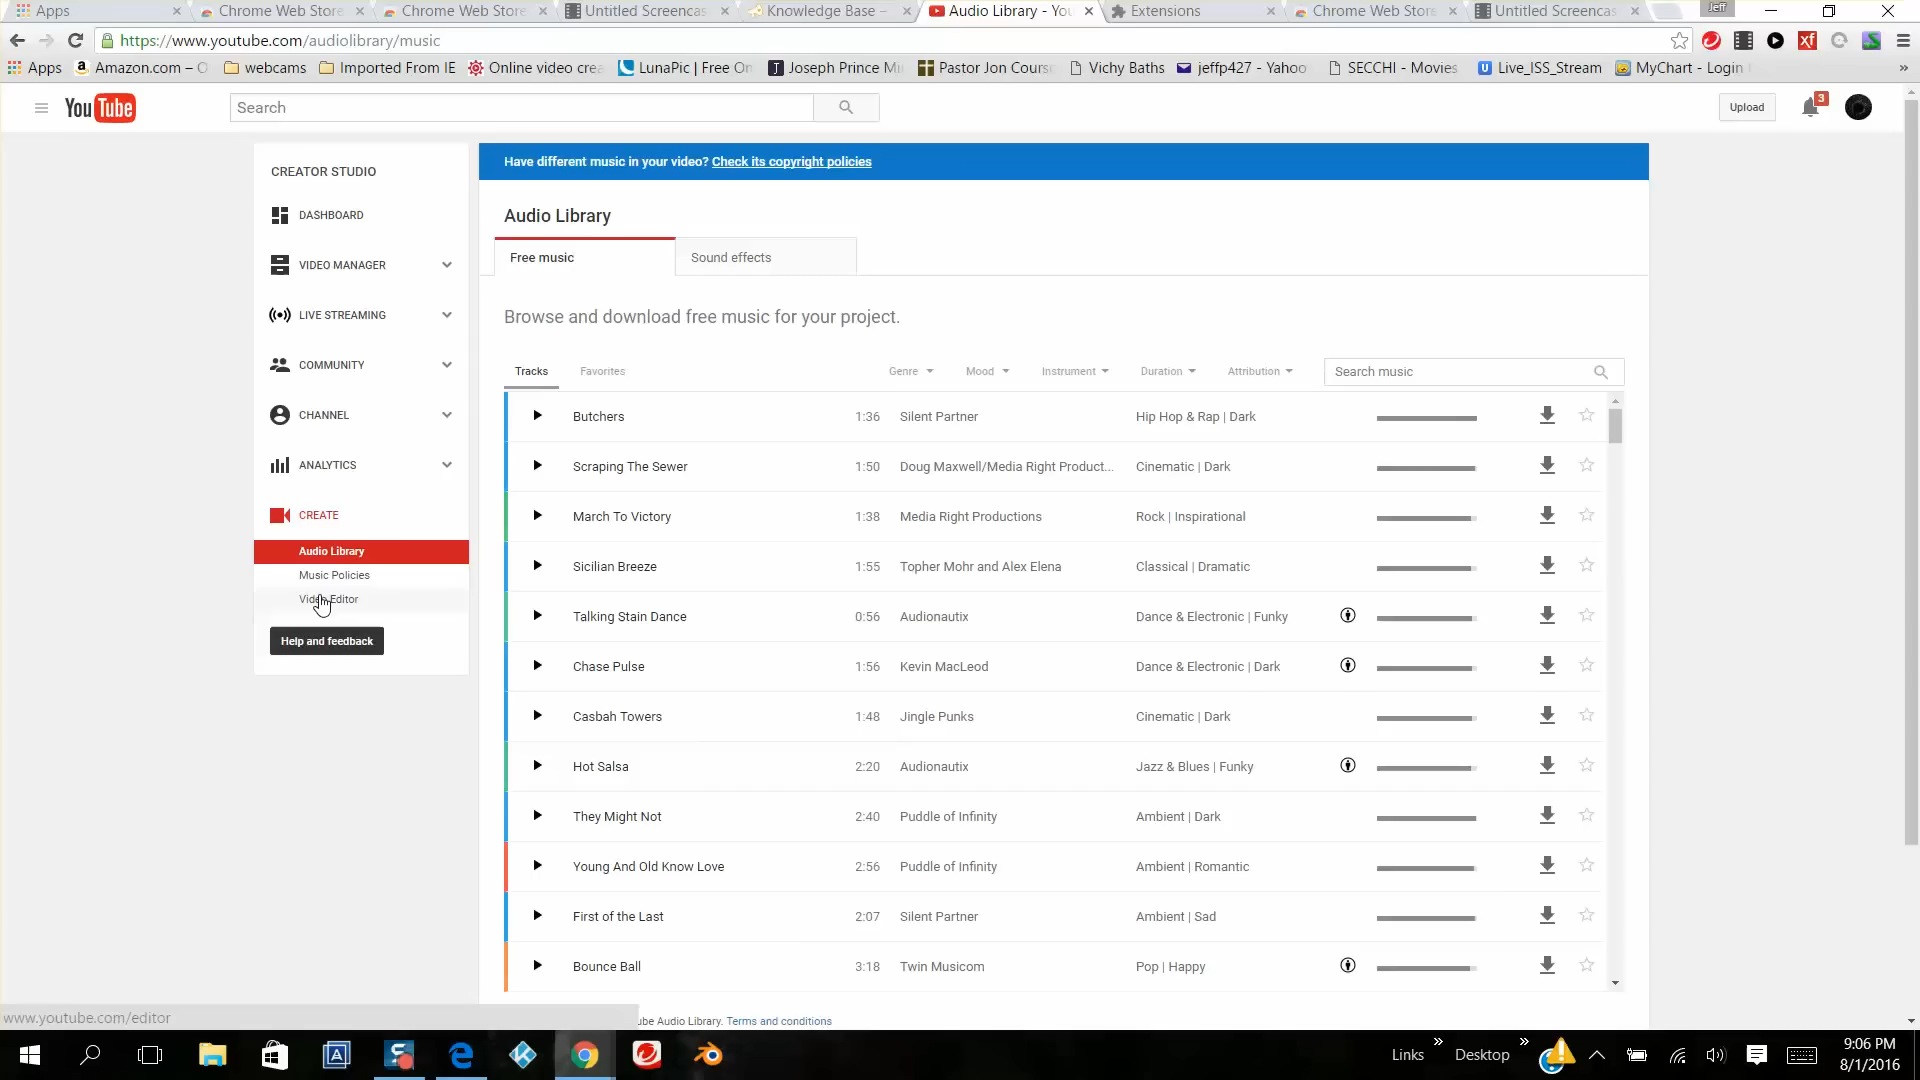 Apps
Chrome Web Store
Chrome Web Store
Untitled Screencas
Knowledge Base –
Audio Library - You
Extensions
Chrome Web Store
Untitled Screencas
Jeff
https://www.youtube.com/audiolibrary/music
Apps
Amazon.com – O
webcams
Imported From IE
Online video crea
LunaPic | Free On
Joseph Prince Mi
Pastor Jon Course
Vichy Baths
jeffp427 - Yahoo
SECCHI - Movies
Live_ISS_Stream
MyChart - Login
»
YouTube
Search
Upload
3
CREATOR STUDIO
DASHBOARD
VIDEO MANAGER
LIVE STREAMING
COMMUNITY
CHANNEL
ANALYTICS
CREATE
Audio Library
Music Policies
Video Editor
Help and feedback
Have different music in your video? Check its copyright policies
Audio Library
Free music
Sound effects
Browse and download free music for your project.
Tracks Favorites Genre Mood Instrument Duration Attribution Search music
Butchers 1:36 Silent Partner Hip Hop & Rap | Dark
Scraping The Sewer 1:50 Doug Maxwell/Media Right Product... Cinematic | Dark
March To Victory 1:38 Media Right Productions Rock | Inspirational
Sicilian Breeze 1:55 Topher Mohr and Alex Elena Classical | Dramatic
Talking Stain Dance 0:56 Audionautix Dance & Electronic | Funky
Chase Pulse 1:56 Kevin MacLeod Dance & Electronic | Dark
Casbah Towers 1:48 Jingle Punks Cinematic | Dark
Hot Salsa 2:20 Audionautix Jazz & Blues | Funky
They Might Not 2:40 Puddle of Infinity Ambient | Dark
Young And Old Know Love 2:56 Puddle of Infinity Ambient | Romantic
First of the Last 2:07 Silent Partner Ambient | Sad
Bounce Ball 3:18 Twin Musicom Pop | Happy
www.youtube.com/editor
ube Audio Library. Terms and conditions
Links » Desktop »
9:06 PM
8/1/2016